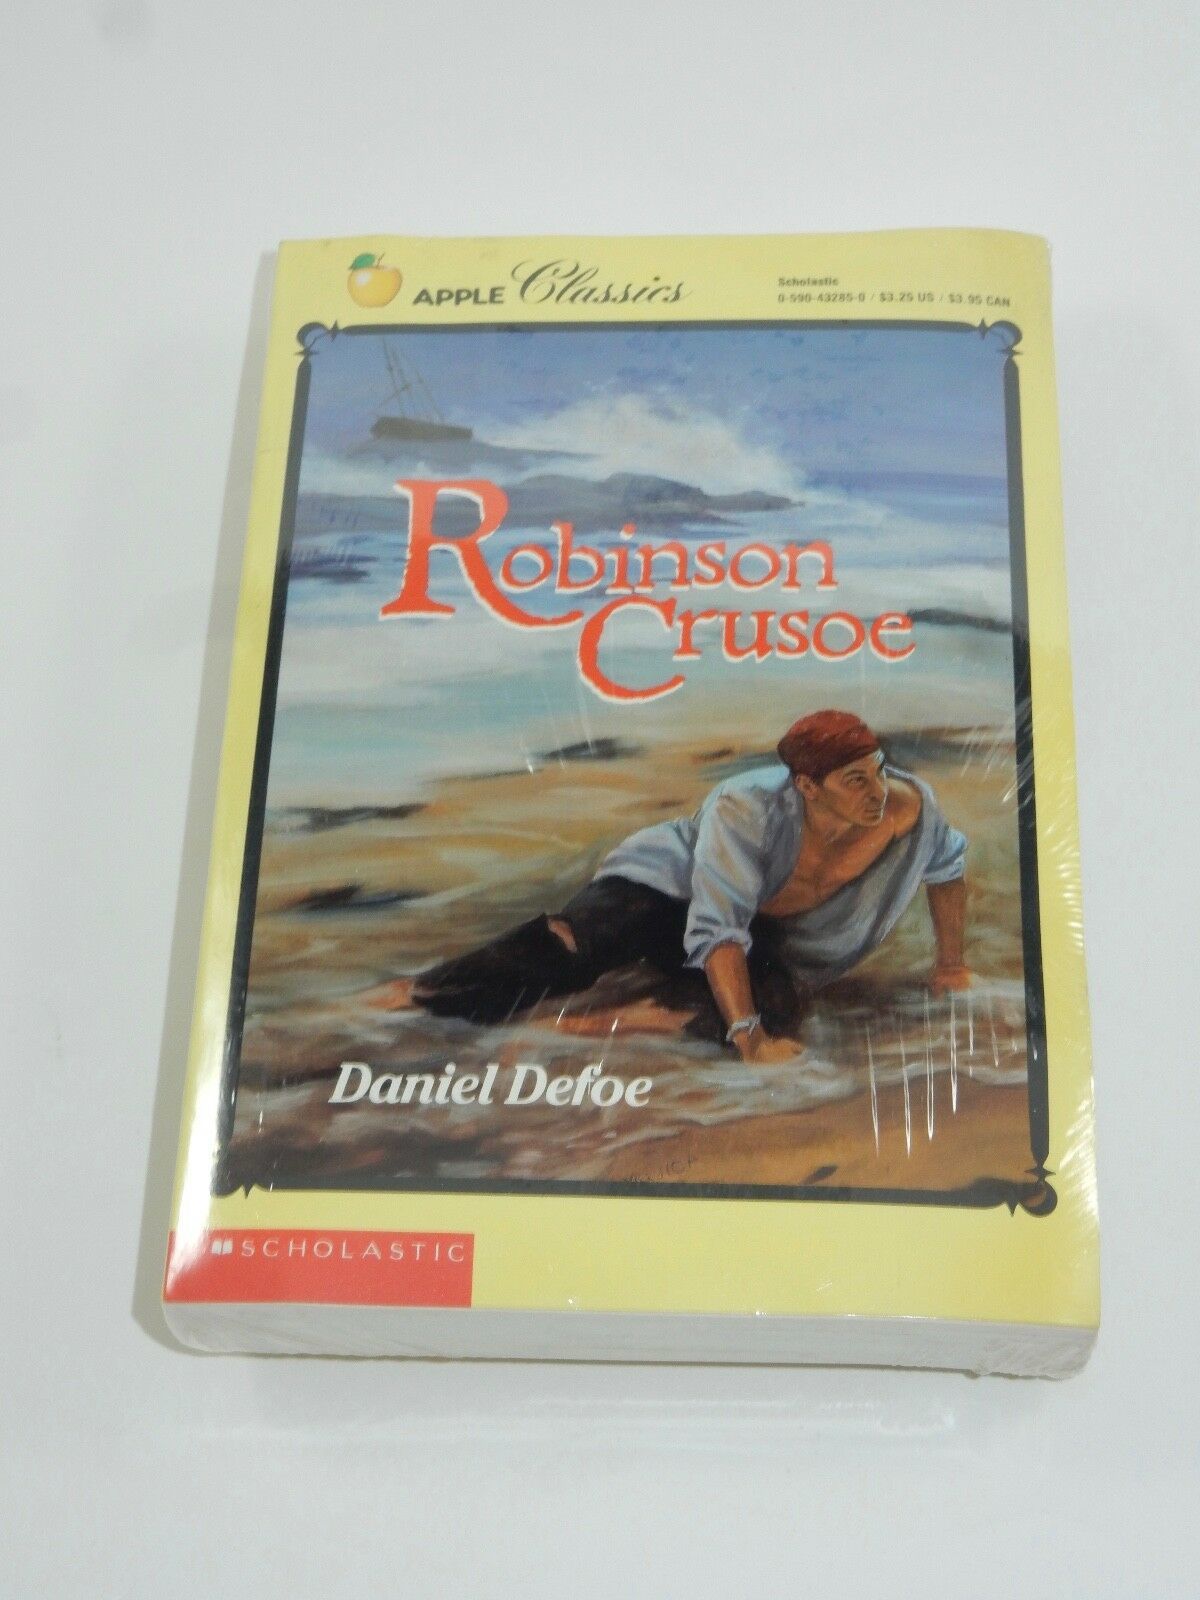 APPLE Classics
Scholastic
0-590-43285-0 / $3.25 US / $3.95 CAN
Robinson
Crusoe
Daniel Defoe
SCHOLASTIC